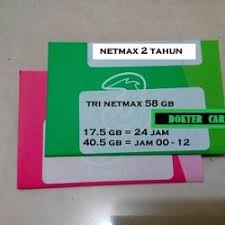 NETMAX 2 TAHUN
TRI NETMAX 58 GB
DOKTER CAR
17.5 GB = 24 JAM
40.5 GB = JAM 00 - 12